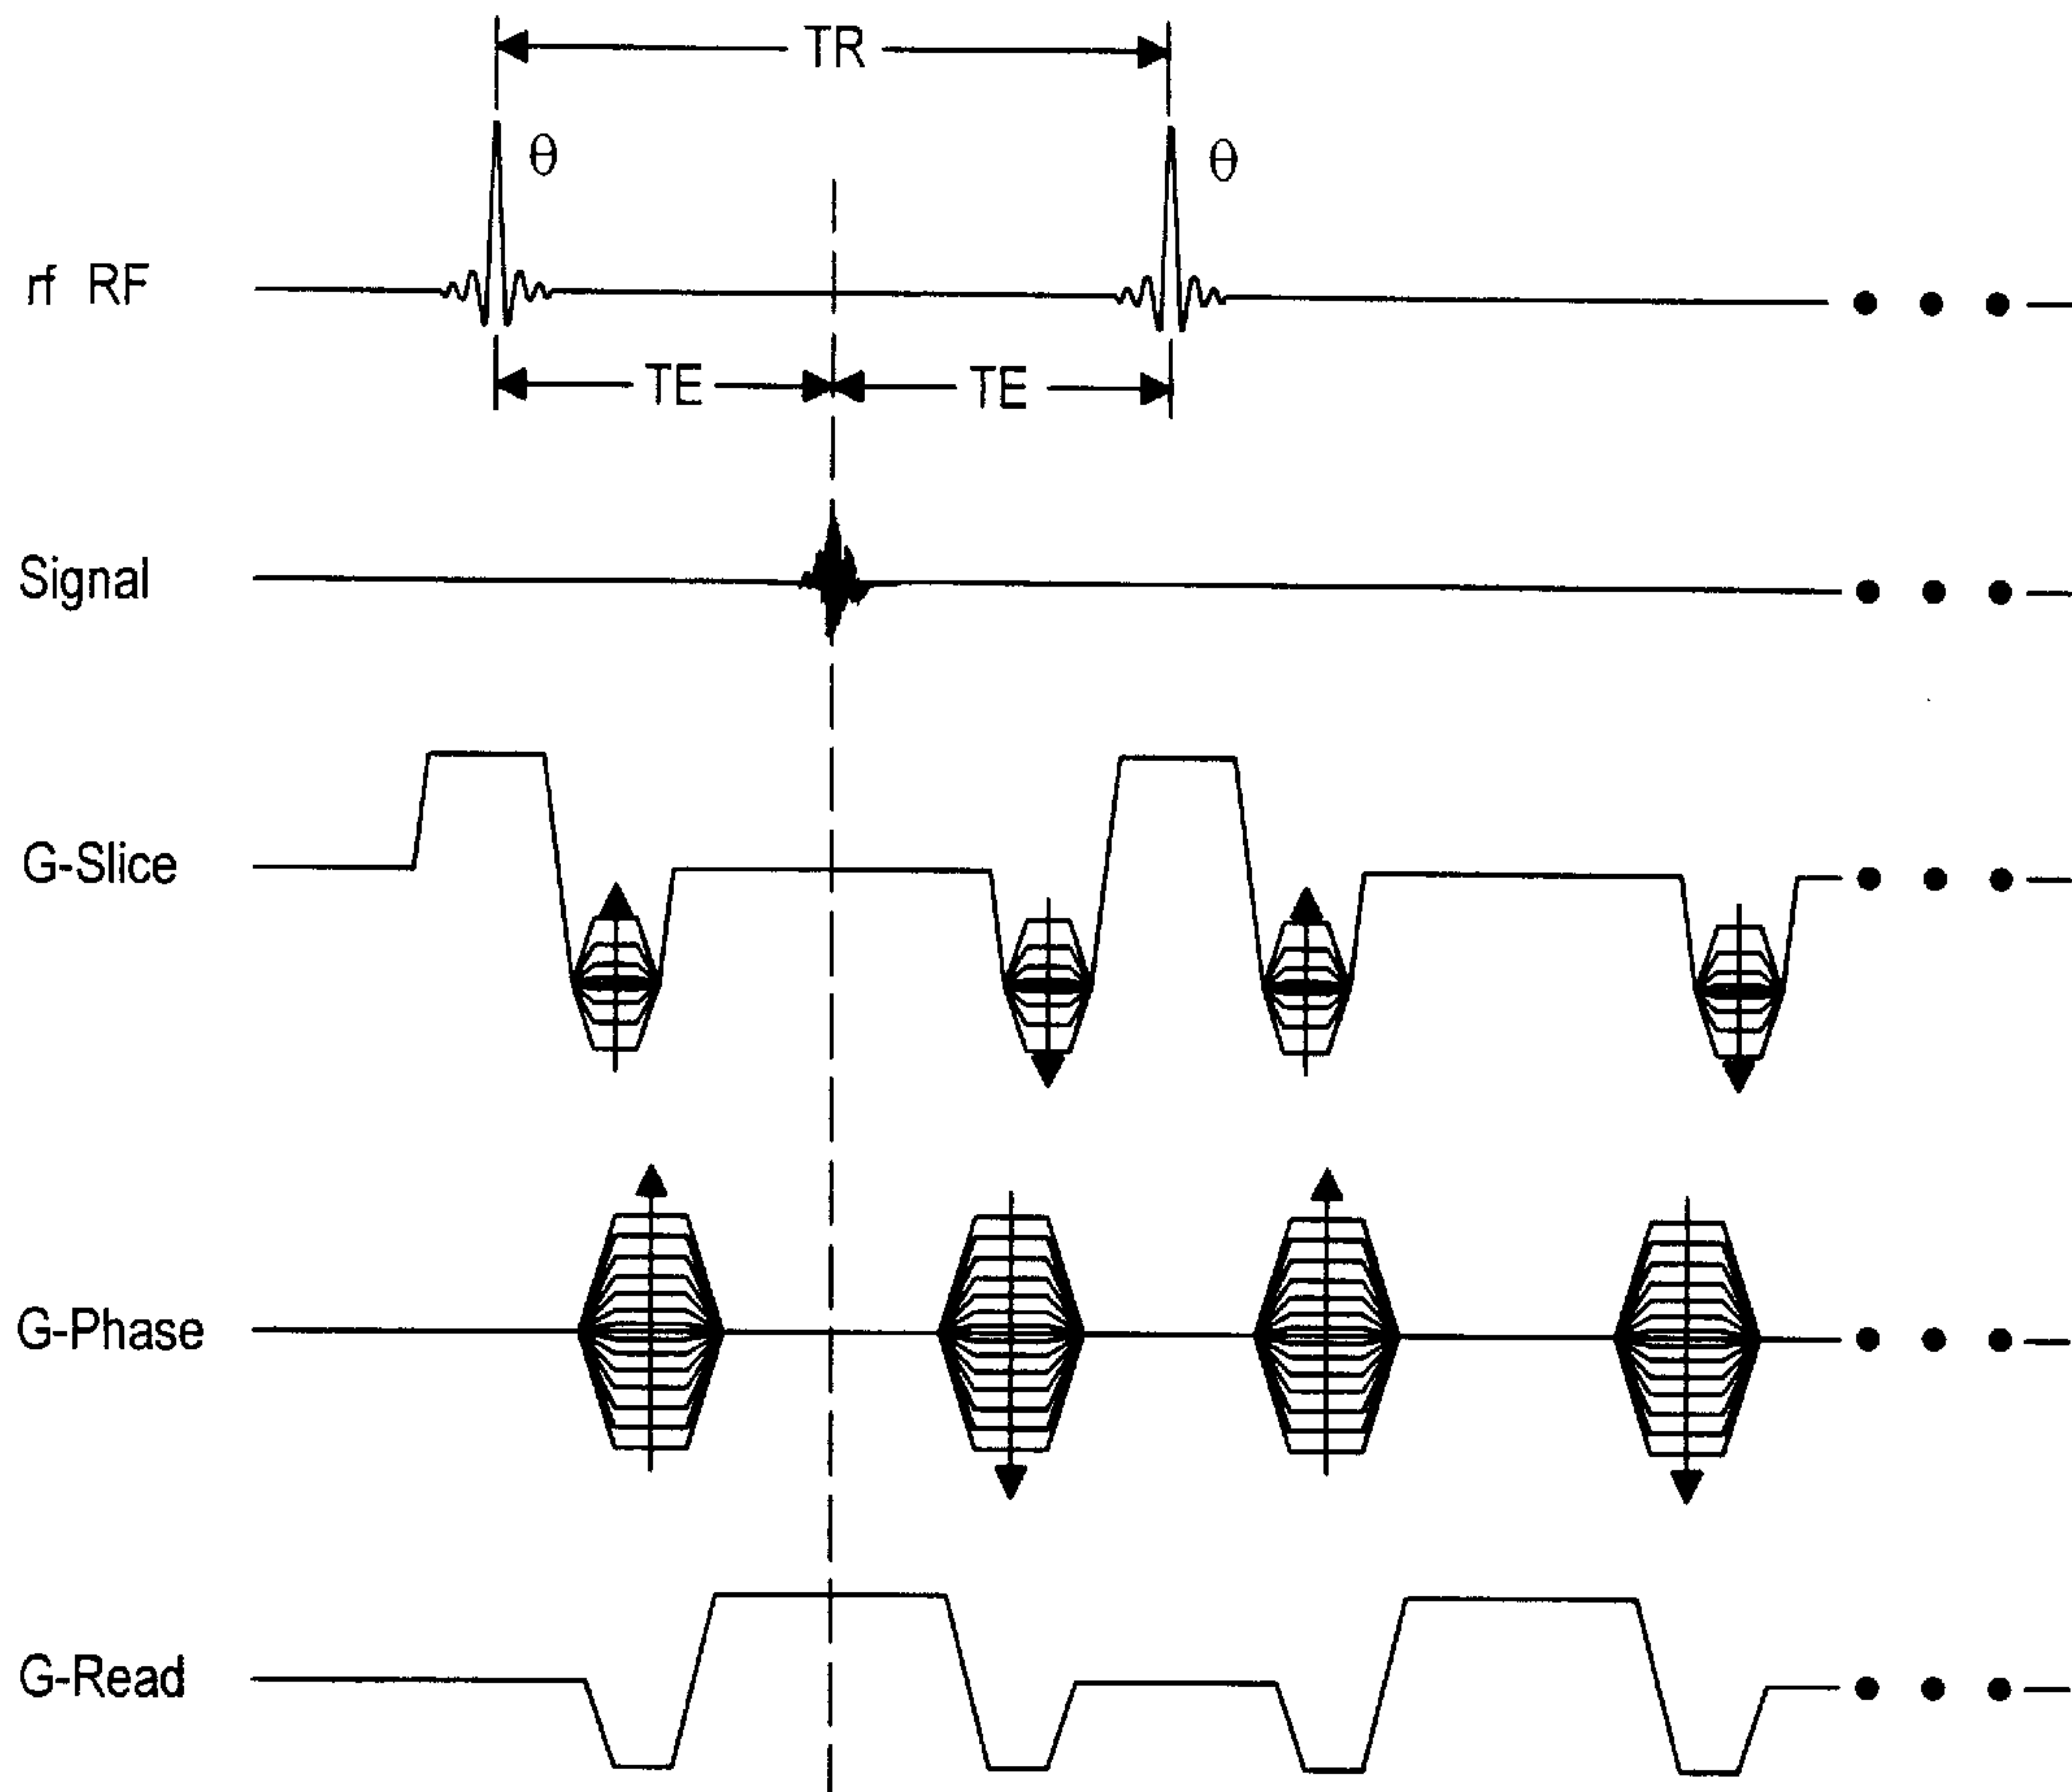 TR
θ θ
rf RF
TE TE
Signal
G-Slice
G-Phase
G-Read